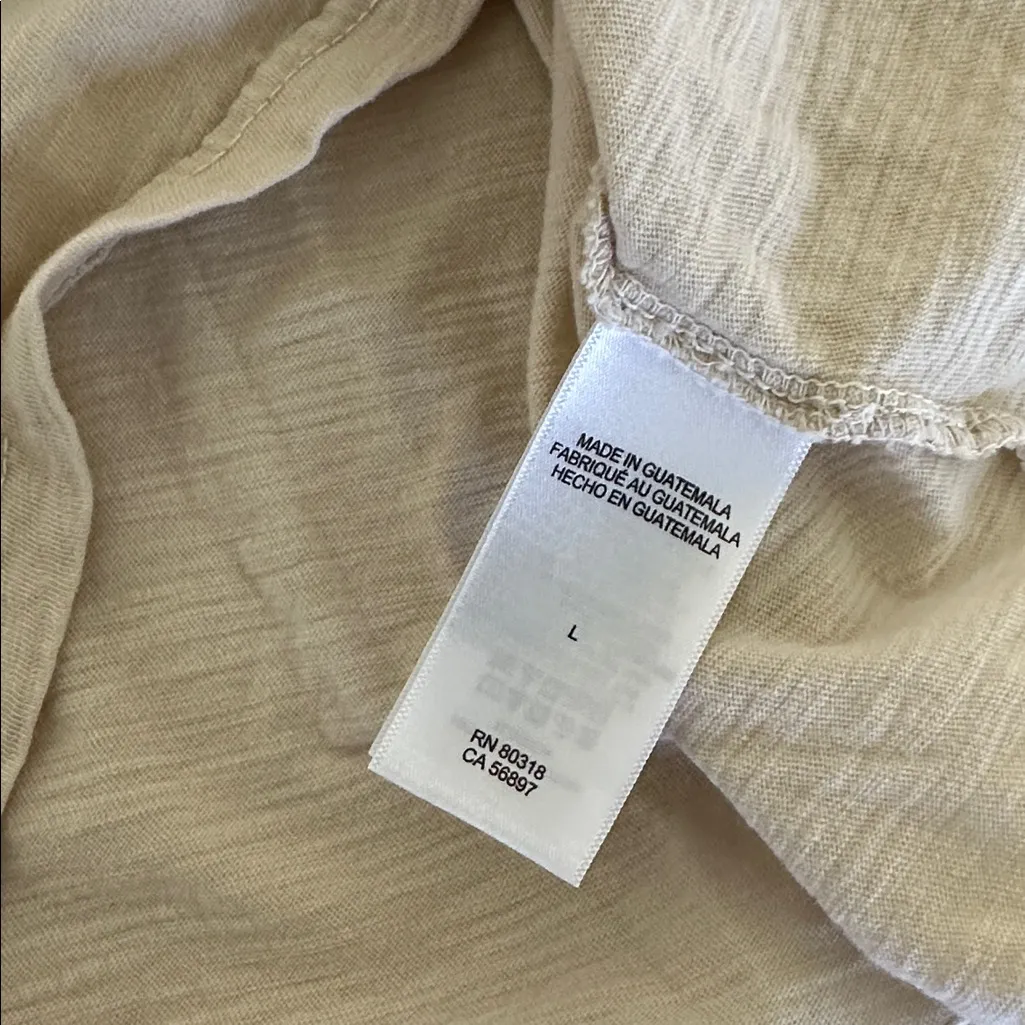 MADE IN GUATEMALA
FABRIQUÉ AU GUATEMALA
HECHO EN GUATEMALA
L
RN 80318
CA 56897